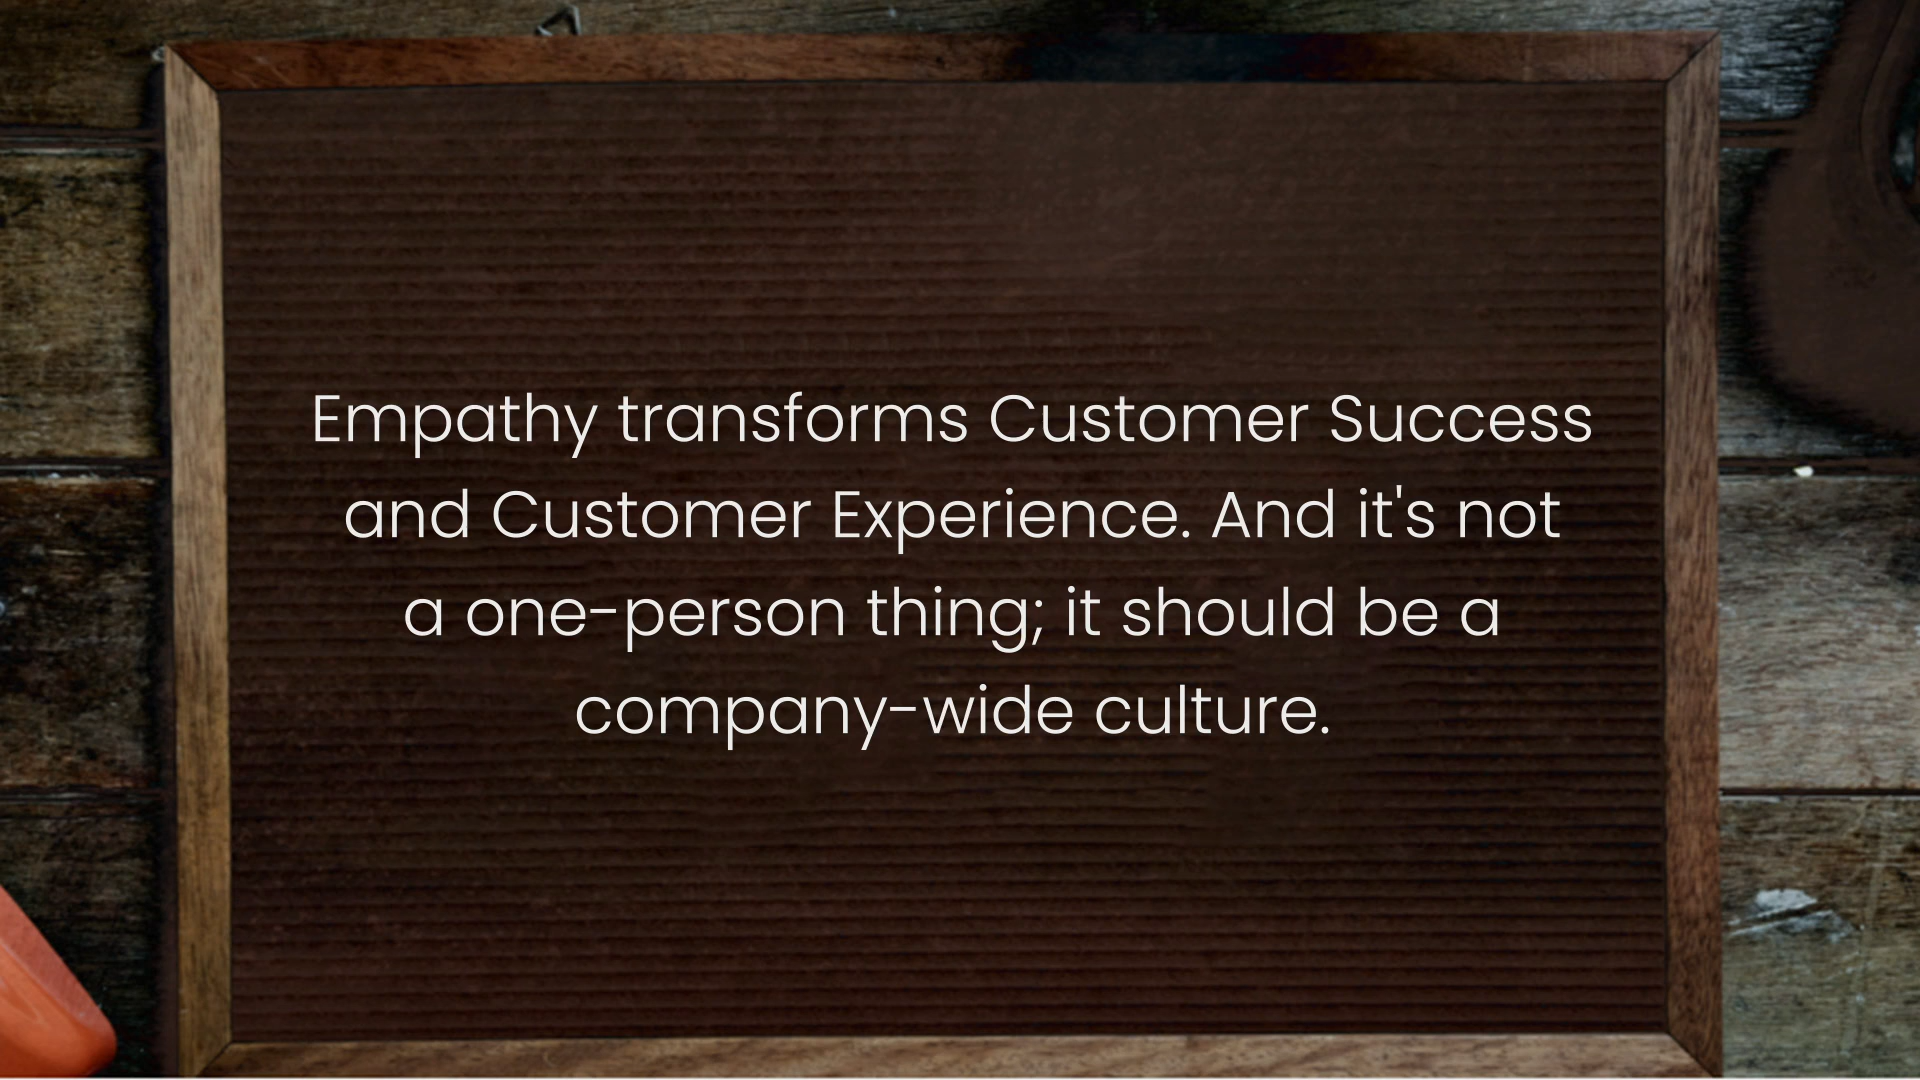 Empathy transforms Customer Success
and Customer Experience. And it's not
a one-person thing; it should be a
company-wide culture.